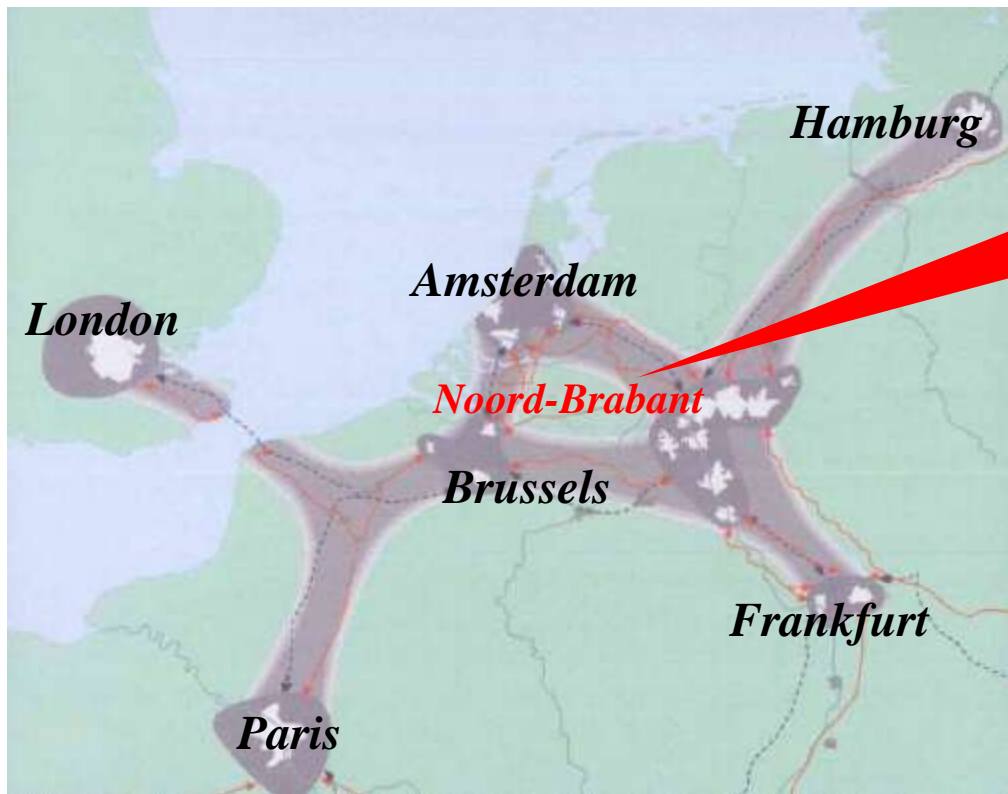 Hamburg
Amsterdam
London
Noord-Brabant
Brussels
Frankfurt
Paris